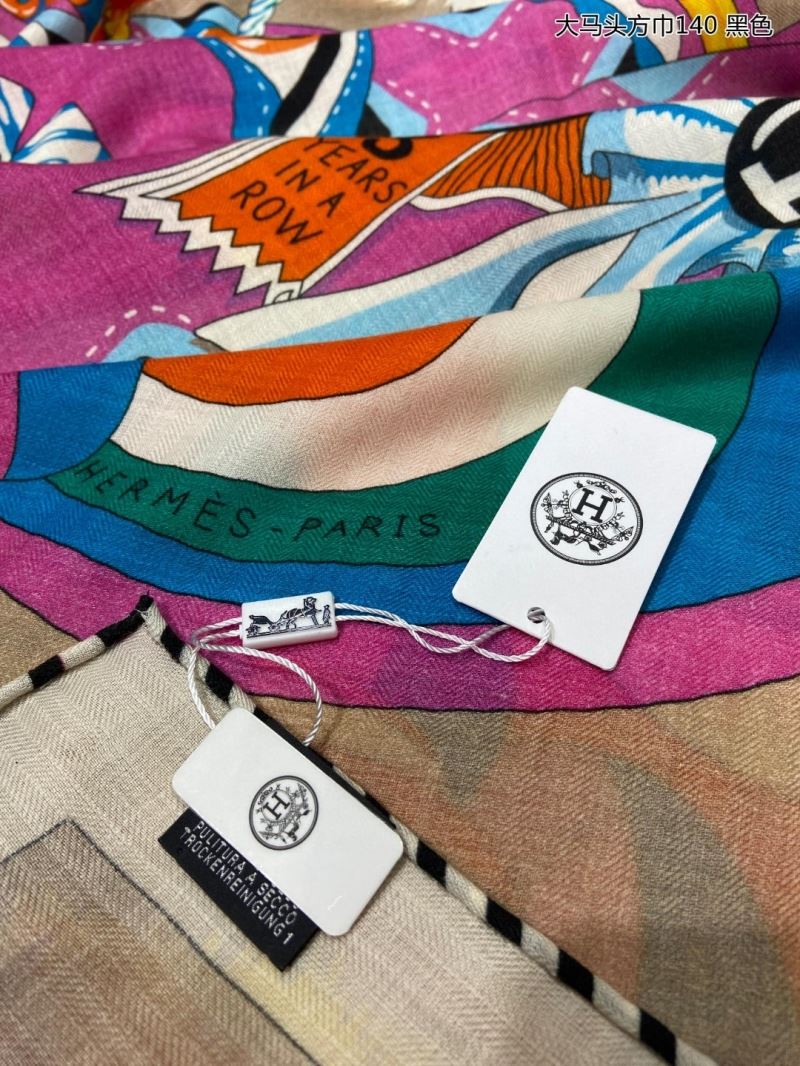 大马头方巾140 黑色
YEARS
IN A
ROW
H
HERMÈS - PARIS
H
H
PULITURA A SECCO
TROCKENREINIGUNG 1